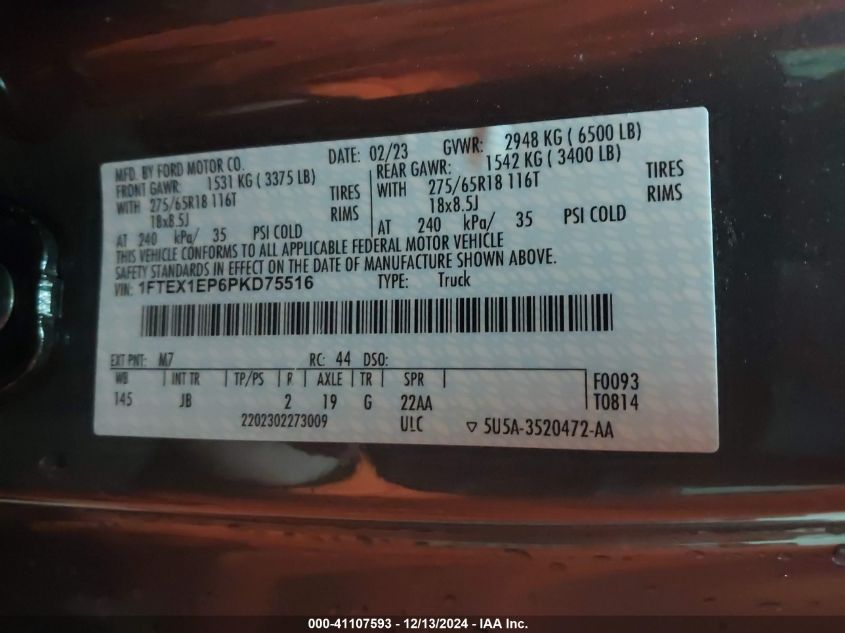 MFD. BY FORD MOTOR CO.
DATE: 02/23 GVWR: 2948 KG ( 6500 LB)
FRONT GAWR: 1531 KG ( 3375 LB)
REAR GAWR: 1542 KG ( 3400 LB)
WITH 275/65R18 116T TIRES
WITH 275/65R18 116T TIRES
18x8.5J RIMS
18x8.5J RIMS
AT 240 kPa/ 35 PSI COLD
AT 240 kPa/ 35 PSI COLD
THIS VEHICLE CONFORMS TO ALL APPLICABLE FEDERAL MOTOR VEHICLE
SAFETY STANDARDS IN EFFECT ON THE DATE OF MANUFACTURE SHOWN ABOVE.
VIN: 1FTEX1EP6PKD75516 TYPE: Truck
EXT PNT: M7 RC: 44 DSO:
WB INT TR TP/PS R AXLE TR SPR F0093
145 JB 2 19 G 22AA T0814
2202302273009 ULC ▽ 5U5A-3520472-AA
000-41107593 - 12/13/2024 - IAA Inc.